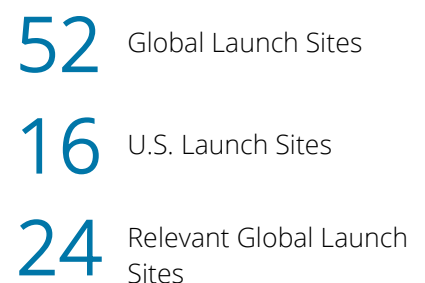 52 Global Launch Sites
16 U.S. Launch Sites
24 Relevant Global Launch
Sites